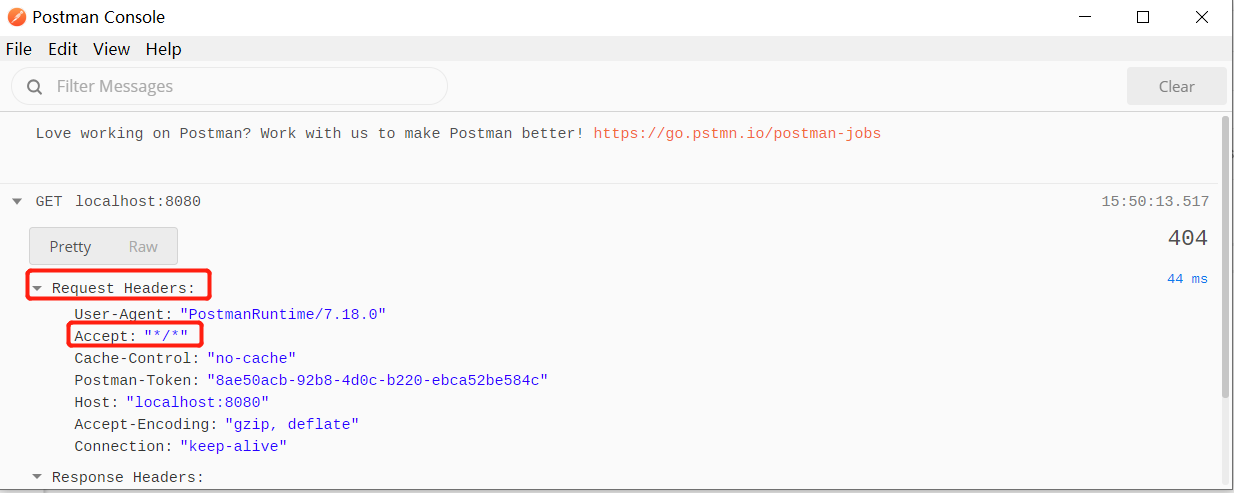 Postman Console
File Edit View Help
Filter Messages
Clear
Love working on Postman? Work with us to make Postman better! https://go.pstmn.io/postman-jobs
GET localhost:8080 15:50:13.517
Pretty Raw 404
Request Headers: 44 ms
User-Agent: "PostmanRuntime/7.18.0"
Accept: "*/*"
Cache-Control: "no-cache"
Postman-Token: "8ae50acb-92b8-4d0c-b220-ebca52be584c"
Host: "localhost:8080"
Accept-Encoding: "gzip, deflate"
Connection: "keep-alive"
Response Headers: